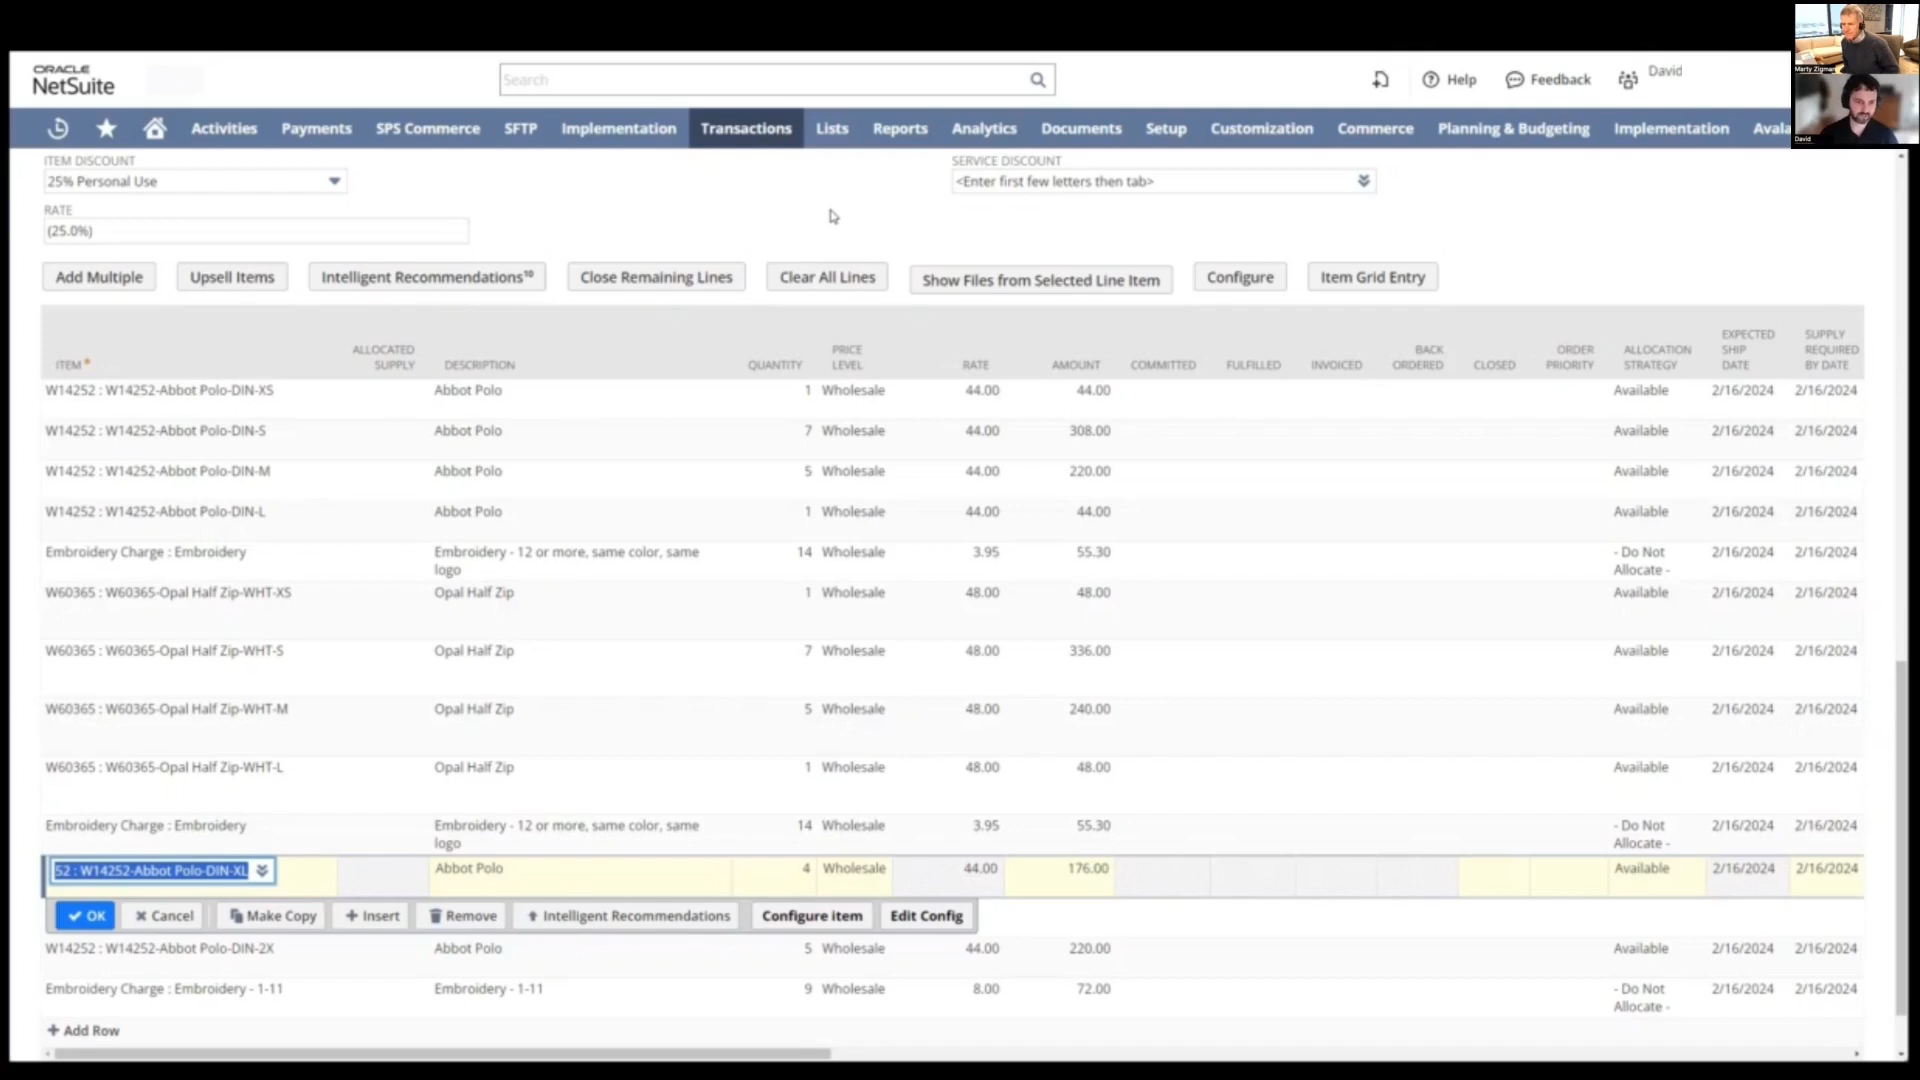 ORACLE
NetSuite
Search
Help
Feedback
David
Marty Zigman
David
Activities
Payments
SPS Commerce
SFTP
Implementation
Transactions
Lists
Reports
Analytics
Documents
Setup
Customization
Commerce
Planning & Budgeting
Implementation
Avala
ITEM DISCOUNT
SERVICE DISCOUNT
25% Personal Use
<Enter first few letters then tab>
RATE
(25.0%)
Add Multiple
Upsell Items
Intelligent Recommendations¹⁰
Close Remaining Lines
Clear All Lines
Show Files from Selected Line Item
Configure
Item Grid Entry
ITEM* ALLOCATED SUPPLY DESCRIPTION QUANTITY PRICE LEVEL RATE AMOUNT COMMITTED FULFILLED INVOICED BACK ORDERED CLOSED ORDER PRIORITY ALLOCATION STRATEGY EXPECTED SHIP DATE SUPPLY REQUIRED BY DATE
W14252 : W14252-Abbot Polo-DIN-XS Abbot Polo 1 Wholesale 44.00 44.00 Available 2/16/2024 2/16/2024
W14252 : W14252-Abbot Polo-DIN-S Abbot Polo 7 Wholesale 44.00 308.00 Available 2/16/2024 2/16/2024
W14252 : W14252-Abbot Polo-DIN-M Abbot Polo 5 Wholesale 44.00 220.00 Available 2/16/2024 2/16/2024
W14252 : W14252-Abbot Polo-DIN-L Abbot Polo 1 Wholesale 44.00 44.00 Available 2/16/2024 2/16/2024
Embroidery Charge : Embroidery Embroidery - 12 or more, same color, same 14 Wholesale 3.95 55.30 - Do Not 2/16/2024 2/16/2024
logo Allocate -
W60365 : W60365-Opal Half Zip-WHT-XS Opal Half Zip 1 Wholesale 48.00 48.00 Available 2/16/2024 2/16/2024
W60365 : W60365-Opal Half Zip-WHT-S Opal Half Zip 7 Wholesale 48.00 336.00 Available 2/16/2024 2/16/2024
W60365 : W60365-Opal Half Zip-WHT-M Opal Half Zip 5 Wholesale 48.00 240.00 Available 2/16/2024 2/16/2024
W60365 : W60365-Opal Half Zip-WHT-L Opal Half Zip 1 Wholesale 48.00 48.00 Available 2/16/2024 2/16/2024
Embroidery Charge : Embroidery Embroidery - 12 or more, same color, same 14 Wholesale 3.95 55.30 - Do Not 2/16/2024 2/16/2024
logo Allocate -
52 : W14252-Abbot Polo-DIN-XL Abbot Polo 4 Wholesale 44.00 176.00 Available 2/16/2024 2/16/2024
OK Cancel Make Copy Insert Remove Intelligent Recommendations Configure item Edit Config
W14252 : W14252-Abbot Polo-DIN-2X Abbot Polo 5 Wholesale 44.00 220.00 Available 2/16/2024 2/16/2024
Embroidery Charge : Embroidery - 1-11 Embroidery - 1-11 9 Wholesale 8.00 72.00 - Do Not 2/16/2024 2/16/2024
Allocate -
+ Add Row